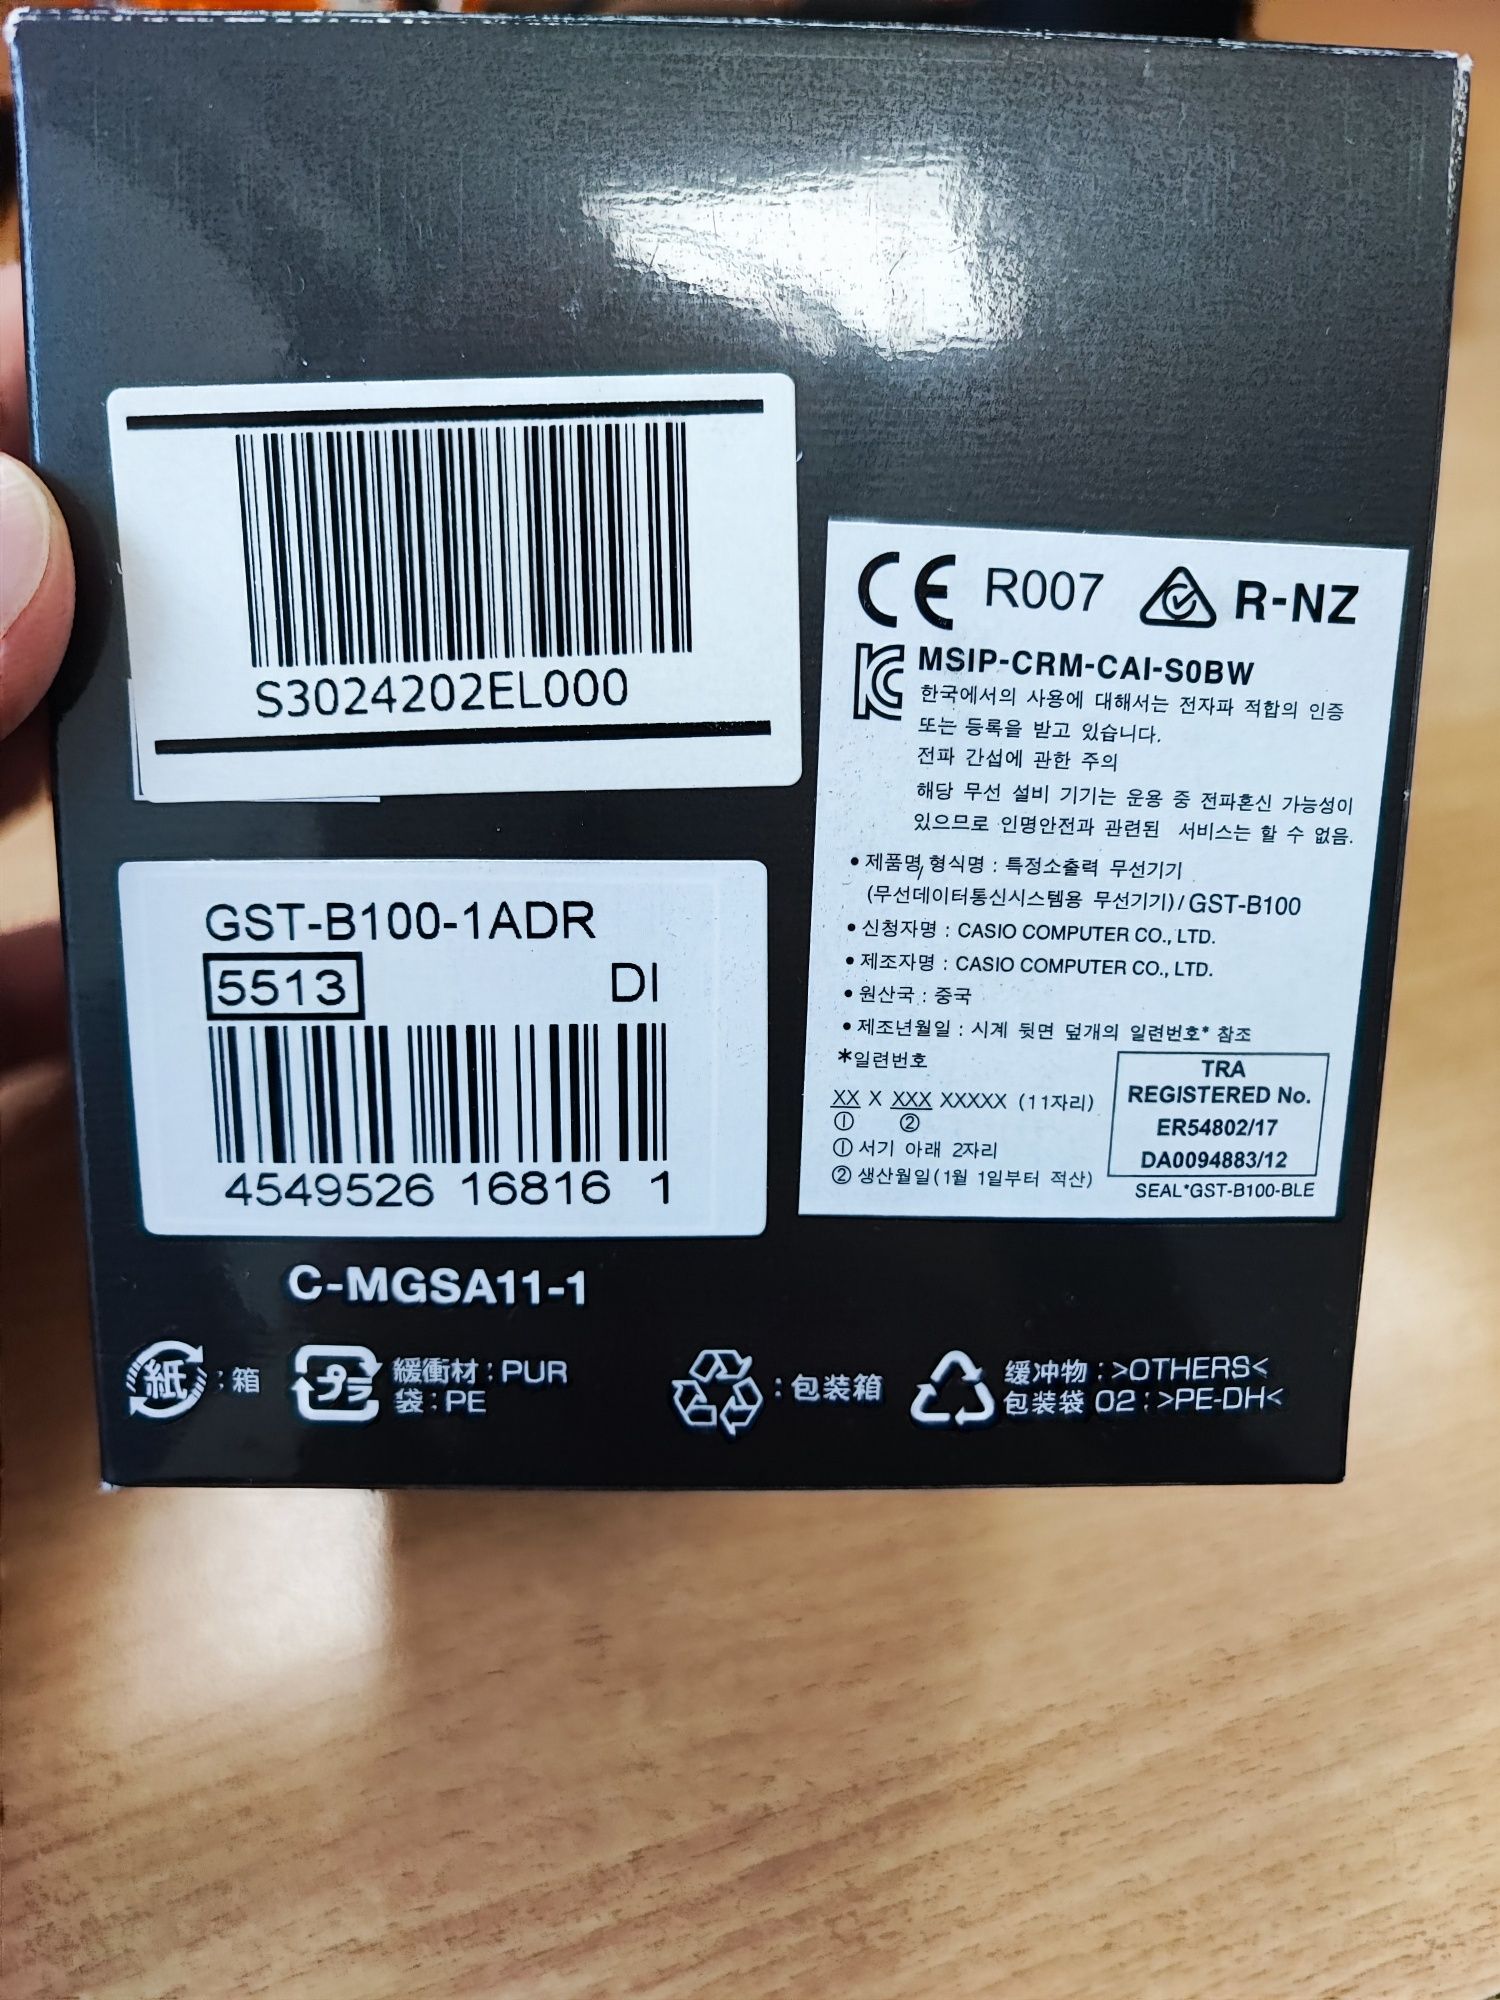 S3024202EL000
GST-B100-1ADR
5513 DI
4549526 16816 1
CE R007 R-NZ
MSIP-CRM-CAI-S0BW
한국에서의 사용에 대해서는 전자파 적합의 인증
또는 등록을 받고 있습니다.
전파 간섭에 관한 주의
해당 무선 설비 기기는 운용 중 전파혼신 가능성이
있으므로 인명안전과 관련된 서비스는 할 수 없음.
• 제품명, 형식명 : 특정소출력 무선기기
(무선데이터통신시스템용 무선기기) / GST-B100
• 신청자명 : CASIO COMPUTER CO., LTD.
• 제조자명 : CASIO COMPUTER CO., LTD.
• 원산국 : 중국
• 제조년월일 : 시계 뒷면 덮개의 일련번호* 참조
*일련번호
XX X XXX XXXXX (11자리)
① ②
① 서기 아래 2자리
② 생산월일(1월 1일부터 적산)
TRA
REGISTERED No.
ER54802/17
DA0094883/12
SEAL*GST-B100-BLE
C-MGSA11-1
紙 : 箱
プラ 緩衝材 : PUR
袋 : PE
: 包装箱
缓冲物 : >OTHERS<
包装袋 02 : >PE-DH<